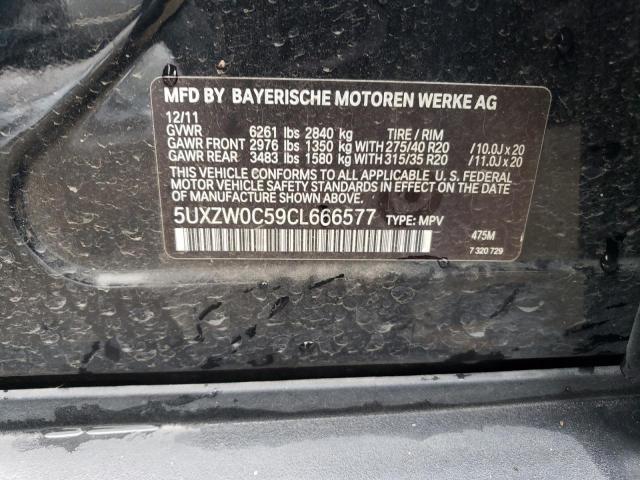 MFD BY BAYERISCHE MOTOREN WERKE AG
12/11
GVWR 6261 lbs 2840 kg TIRE / RIM
GAWR FRONT 2976 lbs 1350 kg WITH 275/40 R20 / 10.0J x 20
GAWR REAR 3483 lbs 1580 kg WITH 315/35 R20 / 11.0J x 20
THIS VEHICLE CONFORMS TO ALL APPLICABLE U. S. FEDERAL
MOTOR VEHICLE SAFETY STANDARDS IN EFFECT ON THE
DATE OF MANUFACTURE SHOWN ABOVE.
5UXZW0C59CL666577 TYPE: MPV
475M
7 320 729